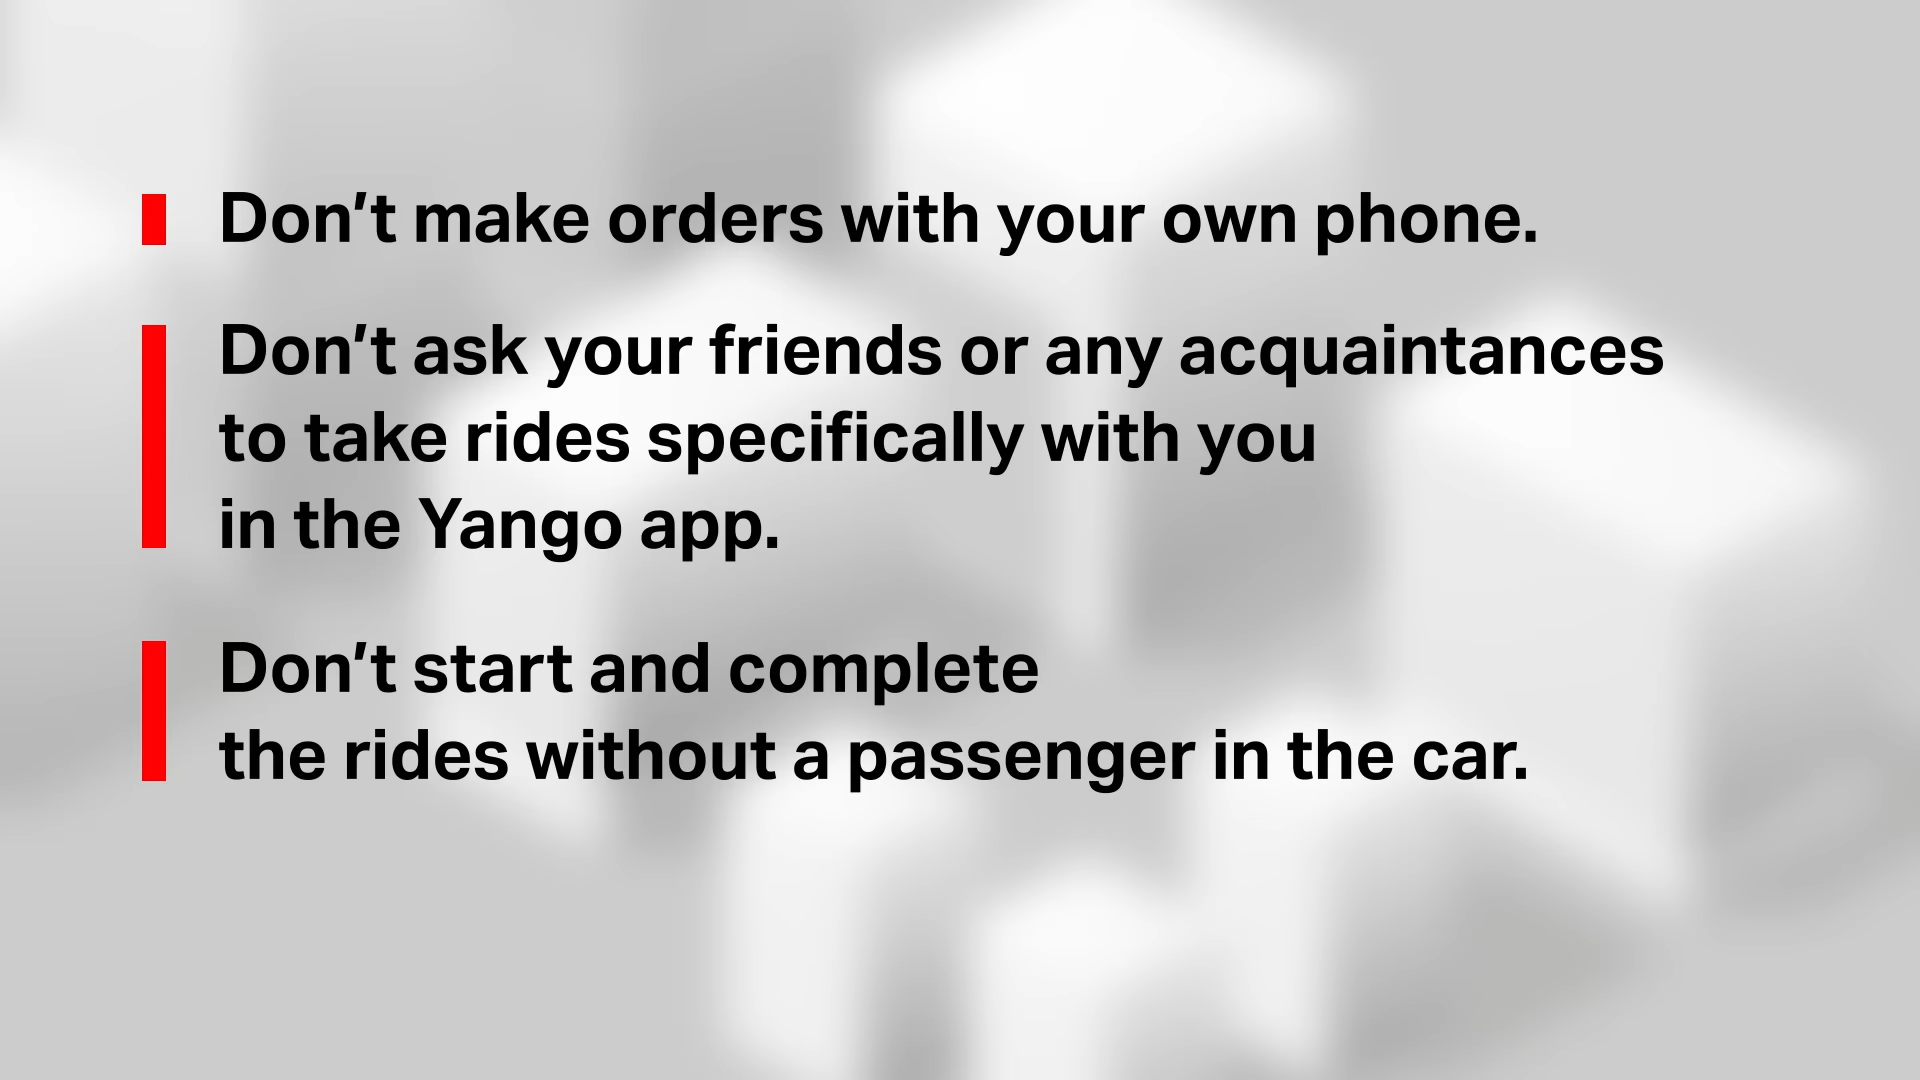 Don’t make orders with your own phone.
Don’t ask your friends or any acquaintances
to take rides specifically with you
in the Yango app.
Don’t start and complete
the rides without a passenger in the car.